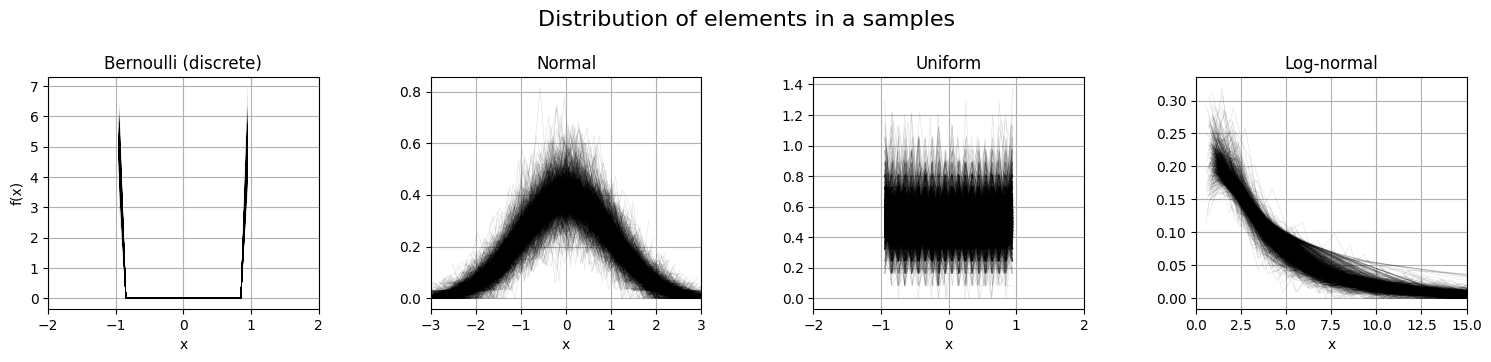 Distribution of elements in a samples
Bernoulli (discrete)
7
6
5
4
3
2
1
0
f(x)
−2 −1 0 1 2
x
Normal
0.8
0.6
0.4
0.2
0.0
−3 −2 −1 0 1 2 3
x
Uniform
1.4
1.2
1.0
0.8
0.6
0.4
0.2
0.0
−2 −1 0 1 2
x
Log-normal
0.30
0.25
0.20
0.15
0.10
0.05
0.00
0.0 2.5 5.0 7.5 10.0 12.5 15.0
x